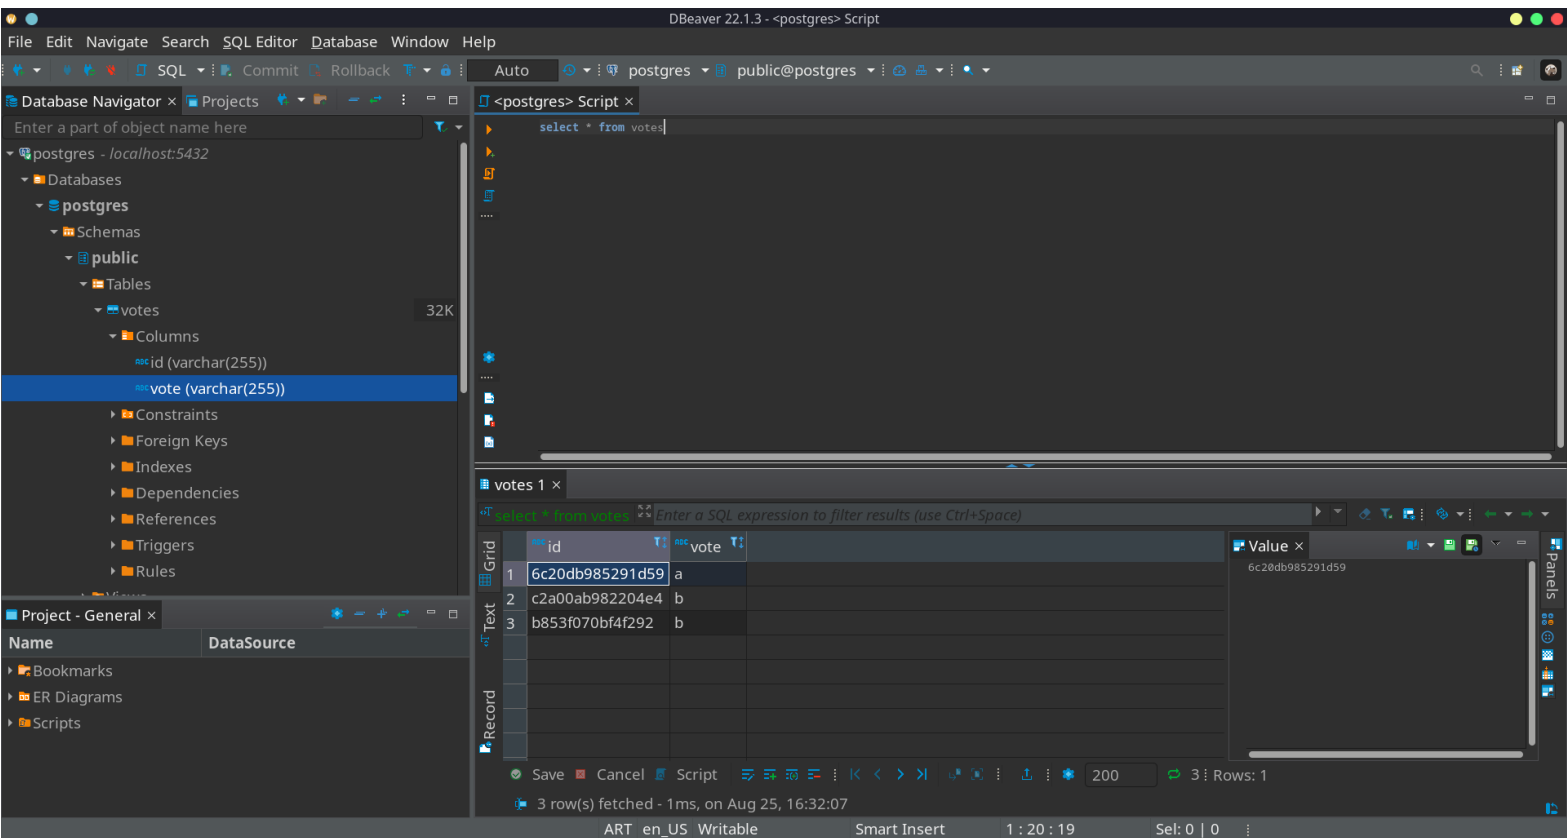 DBeaver 22.1.3 - <postgres> Script
File Edit Navigate Search SQL Editor Database Window Help
SQL Commit Rollback Auto postgres public@postgres
Database Navigator Projects
Enter a part of object name here
postgres - localhost:5432
Databases
postgres
Schemas
public
Tables
votes 32K
Columns
ABC id (varchar(255))
ABC vote (varchar(255))
Constraints
Foreign Keys
Indexes
Dependencies
References
Triggers
Rules
Project - General
Name DataSource
Bookmarks
ER Diagrams
Scripts
<postgres> Script
select * from votes
votes 1
select * from votes Enter a SQL expression to filter results (use Ctrl+Space)
Grid
Text
Record
ABC id ABC vote
1 6c20db985291d59 a
2 c2a00ab982204e4 b
3 b853f070bf4f292 b
Value
6c20db985291d59
Panels
Save Cancel Script 200 3 Rows: 1
3 row(s) fetched - 1ms, on Aug 25, 16:32:07
ART en_US Writable Smart Insert 1 : 20 : 19 Sel: 0 | 0